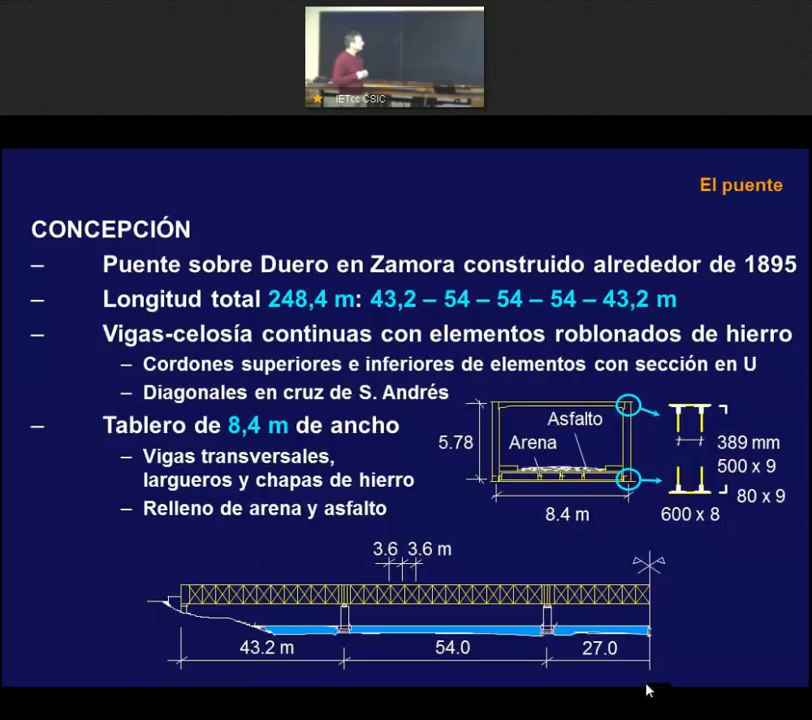 IETcc CSIC
El puente
CONCEPCIÓN
– Puente sobre Duero en Zamora construido alrededor de 1895
– Longitud total 248,4 m: 43,2 – 54 – 54 – 54 – 43,2 m
– Vigas-celosía continuas con elementos roblonados de hierro
– Cordones superiores e inferiores de elementos con sección en U
– Diagonales en cruz de S. Andrés
– Tablero de 8,4 m de ancho
– Vigas transversales,
largueros y chapas de hierro
– Relleno de arena y asfalto
5.78
Asfalto
Arena
8.4 m
389 mm
500 x 9
80 x 9
600 x 8
3.6 3.6 m
43.2 m
54.0
27.0